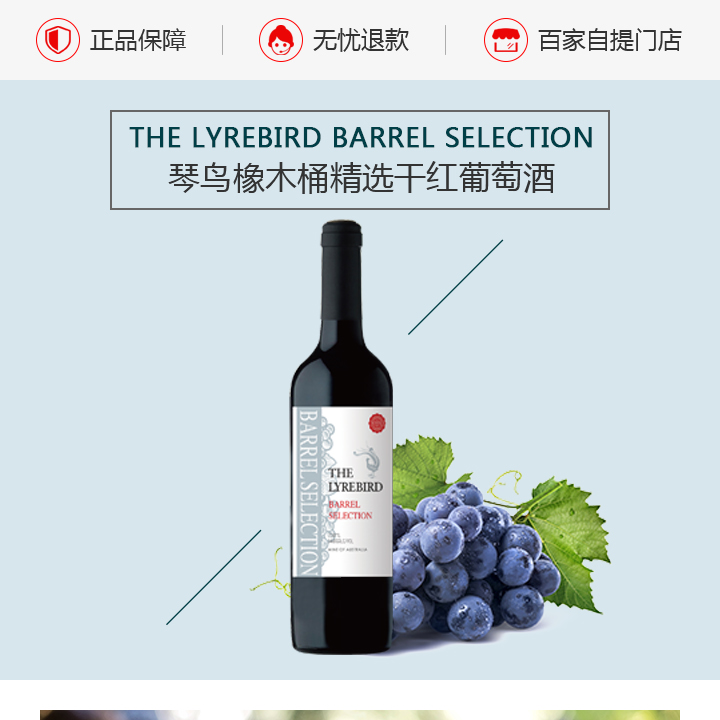 正品保障
无忧退款
百家自提门店
THE LYREBIRD BARREL SELECTION
琴鸟橡木桶精选干红葡萄酒
BARREL SELECTION
THE
LYREBIRD
BARREL
SELECTION
WINE OF AUSTRALIA